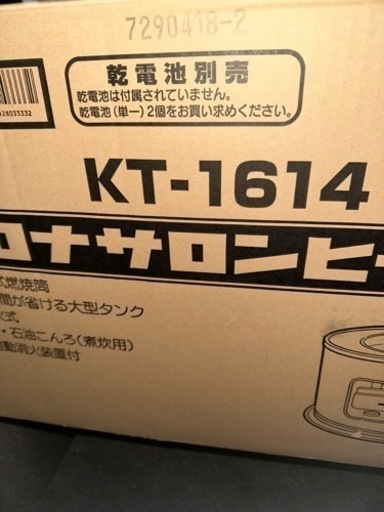 7290418-2
乾電池別売
乾電池は付属されていません。
乾電池（単一）2個をお買い求めください。
28033332
KT-1614
ロナサロンヒ
式燃焼筒
間が省ける大型タンク
火式
・石油こんろ（煮炊用）
動消火装置付